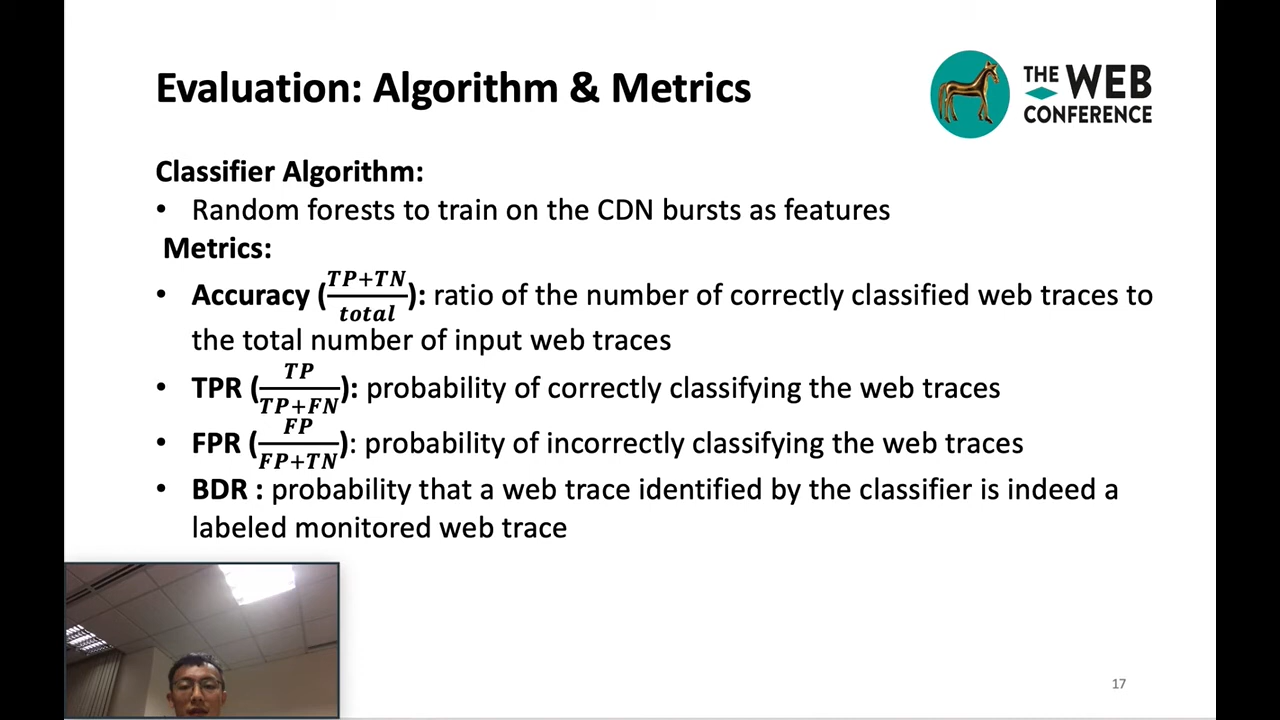 Evaluation: Algorithm & Metrics
THE WEB
CONFERENCE
Classifier Algorithm:
• Random forests to train on the CDN bursts as features
Metrics:
• Accuracy (TP+TN/total): ratio of the number of correctly classified web traces to
the total number of input web traces
• TPR (TP/TP+FN): probability of correctly classifying the web traces
• FPR (FP/FP+TN): probability of incorrectly classifying the web traces
• BDR : probability that a web trace identified by the classifier is indeed a
labeled monitored web trace
17